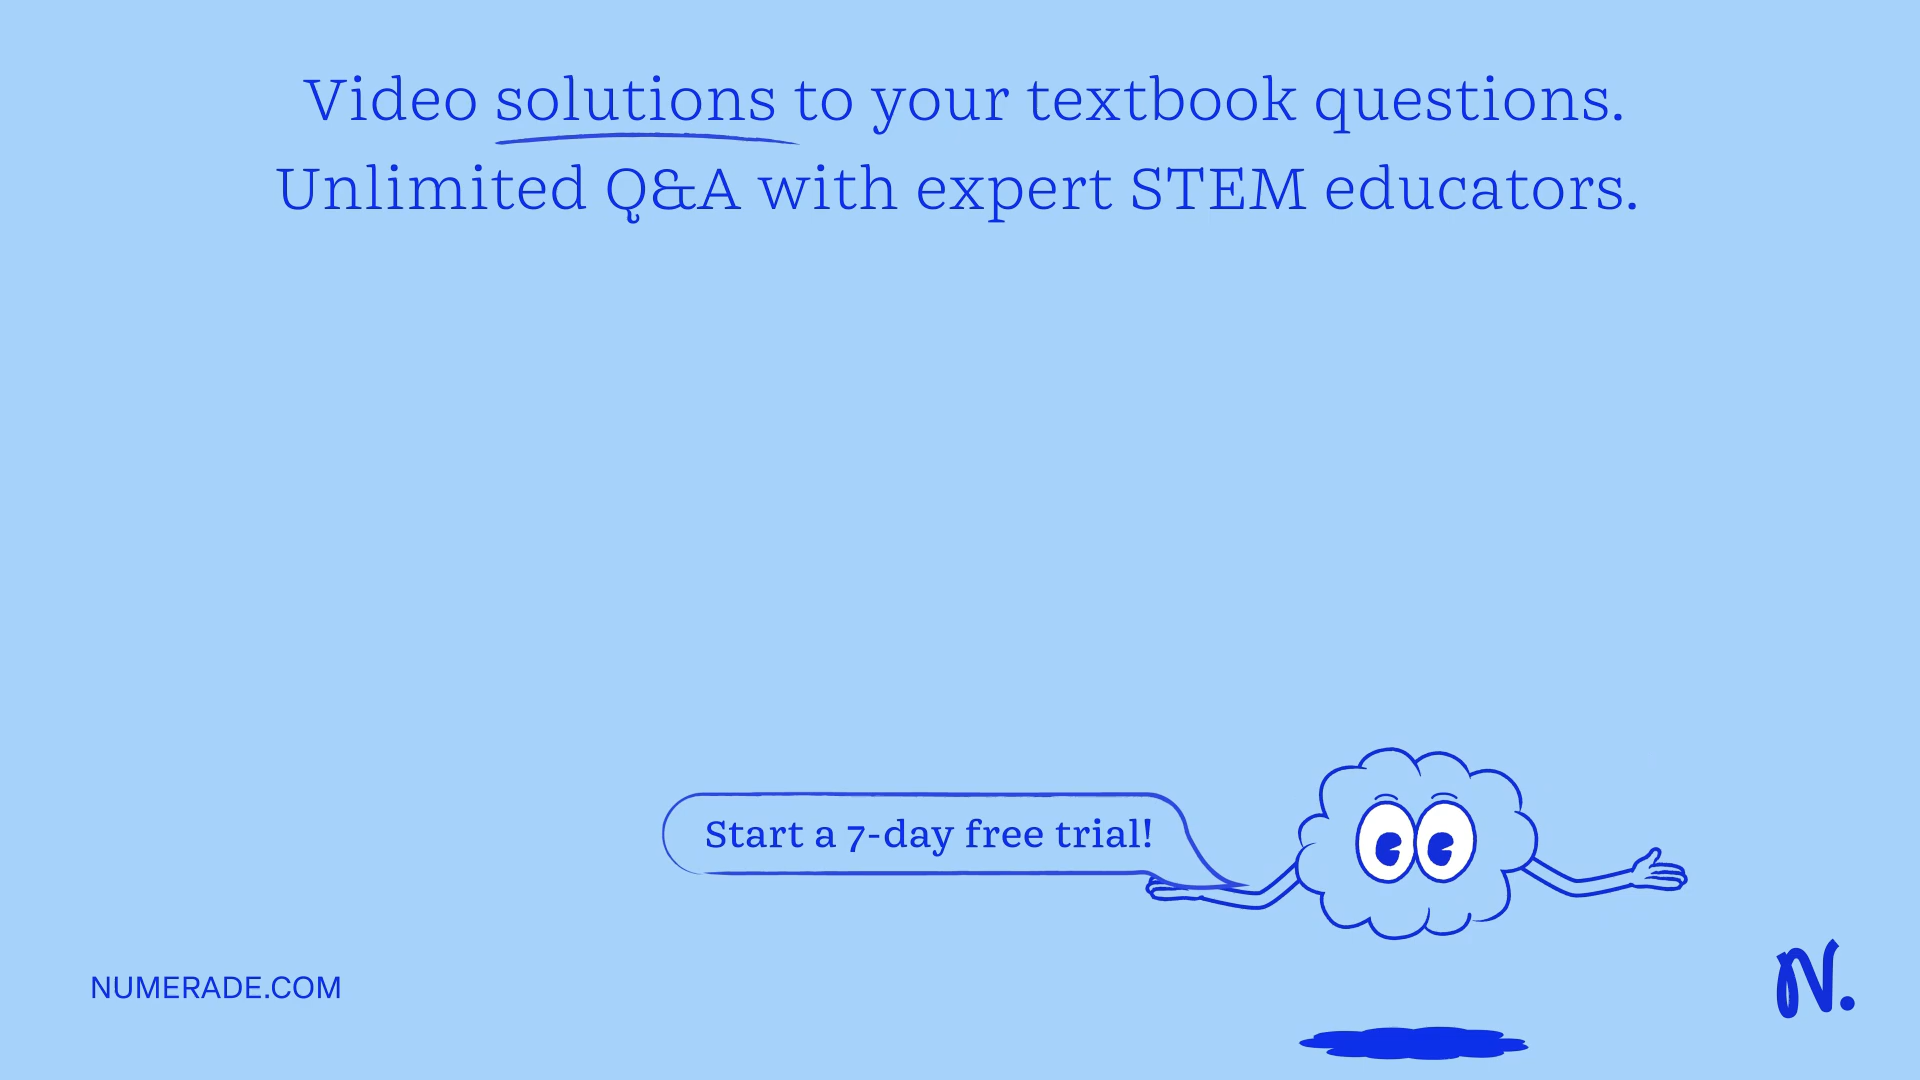 Video solutions to your textbook questions.
Unlimited Q&A with expert STEM educators.
Start a 7-day free trial!
NUMERADE.COM
N.